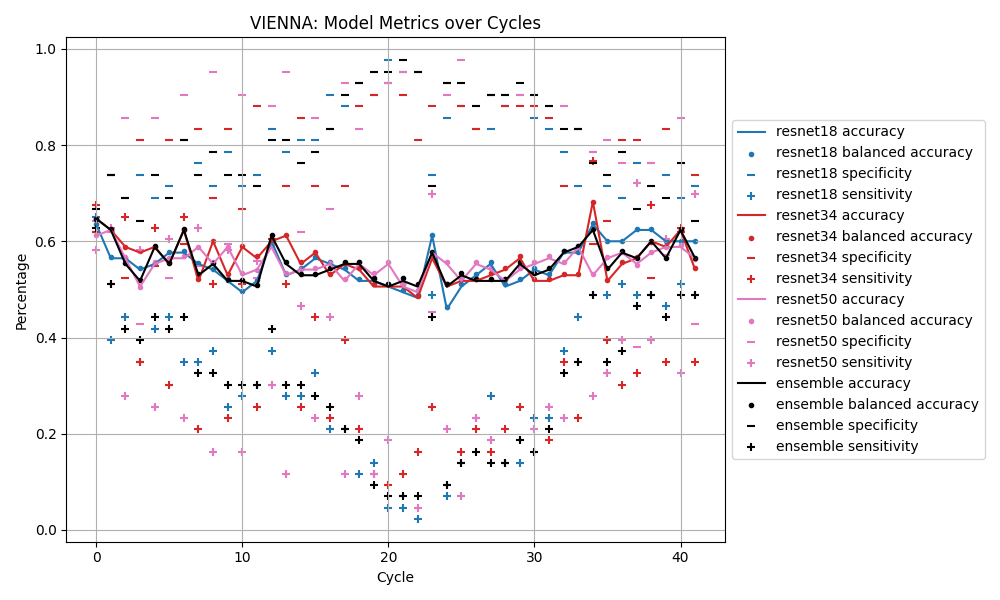 VIENNA: Model Metrics over Cycles
1.0
0.8
0.6
0.4
0.2
0.0
Percentage
0
10
20
30
40
Cycle
resnet18 accuracy
resnet18 balanced accuracy
resnet18 specificity
resnet18 sensitivity
resnet34 accuracy
resnet34 balanced accuracy
resnet34 specificity
resnet34 sensitivity
resnet50 accuracy
resnet50 balanced accuracy
resnet50 specificity
resnet50 sensitivity
ensemble accuracy
ensemble balanced accuracy
ensemble specificity
ensemble sensitivity